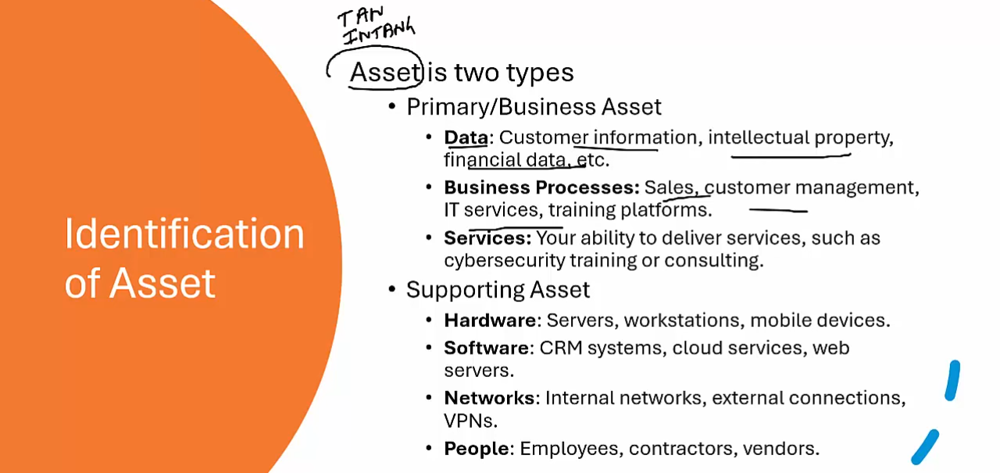 Identification
of Asset
TAN
INTANG
Asset is two types
• Primary/Business Asset
• Data: Customer information, intellectual property,
financial data, etc.
• Business Processes: Sales, customer management,
IT services, training platforms.
• Services: Your ability to deliver services, such as
cybersecurity training or consulting.
• Supporting Asset
• Hardware: Servers, workstations, mobile devices.
• Software: CRM systems, cloud services, web
servers.
• Networks: Internal networks, external connections,
VPNs.
• People: Employees, contractors, vendors.